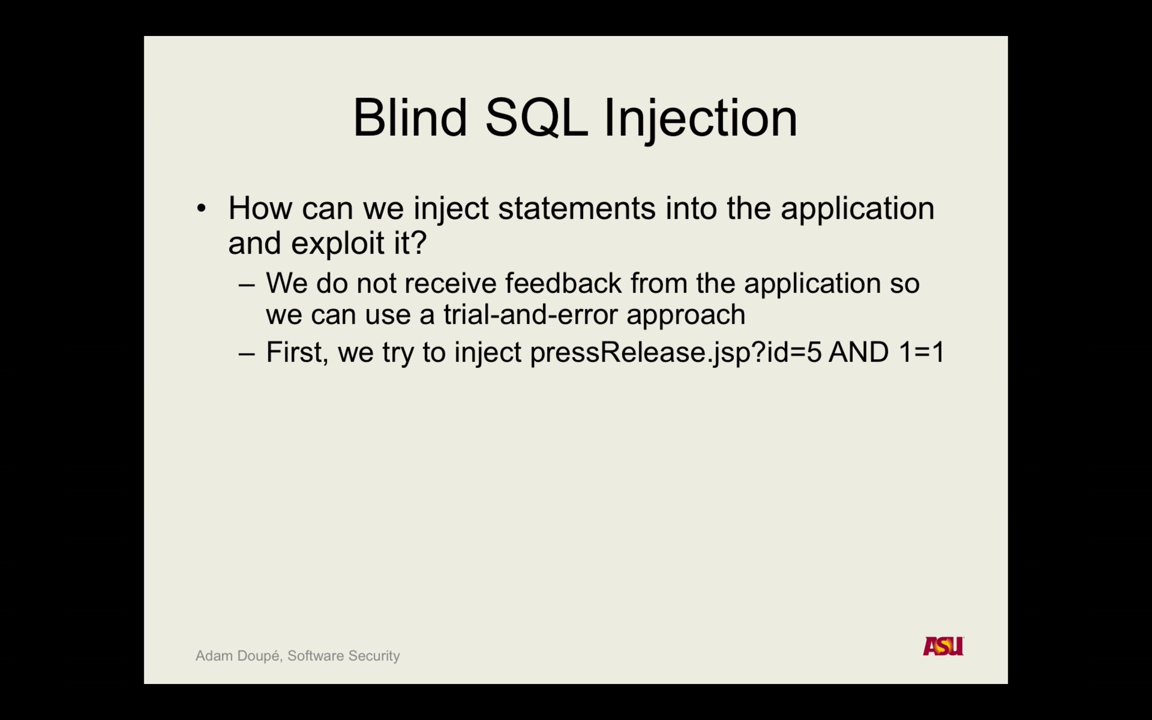 Blind SQL Injection
• How can we inject statements into the application
and exploit it?
– We do not receive feedback from the application so
we can use a trial-and-error approach
– First, we try to inject pressRelease.jsp?id=5 AND 1=1
Adam Doupé, Software Security
ASU